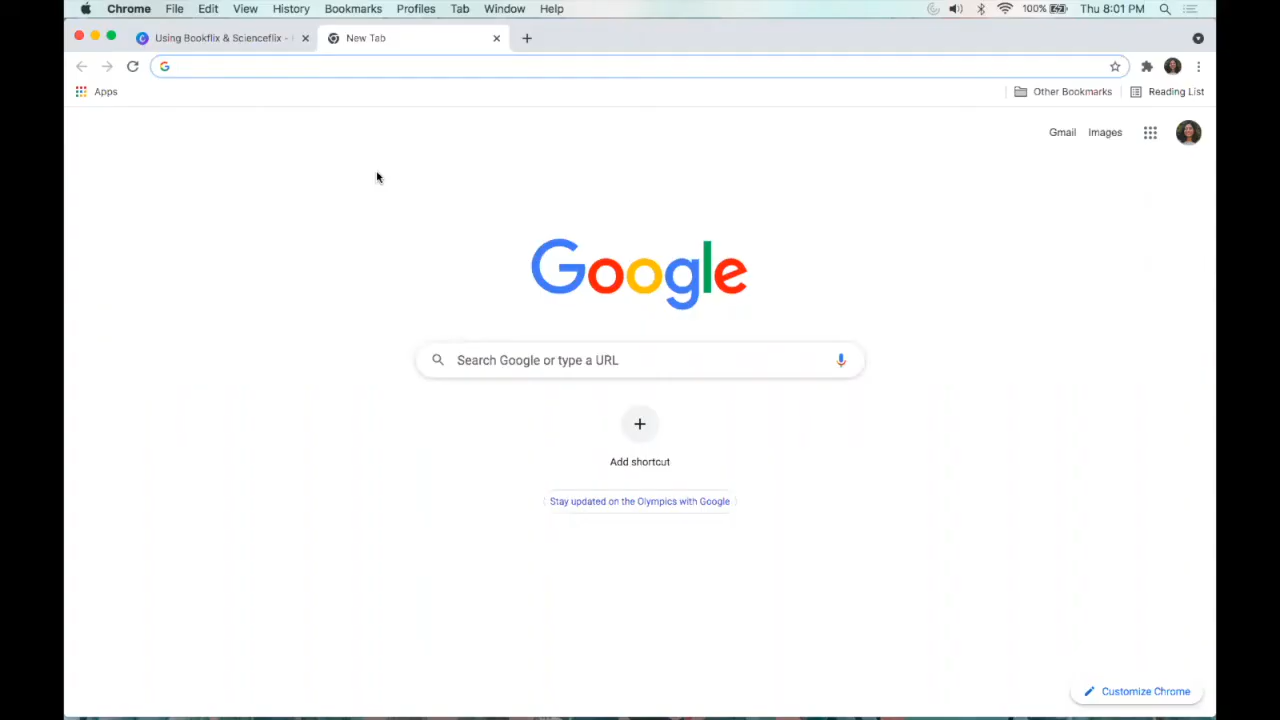 Chrome File Edit View History Bookmarks Profiles Tab Window Help 100% Thu 8:01 PM
Using Bookflix & Scienceflix - New Tab
Apps Other Bookmarks Reading List
Gmail Images
Google
Search Google or type a URL
Add shortcut
Stay updated on the Olympics with Google
Customize Chrome